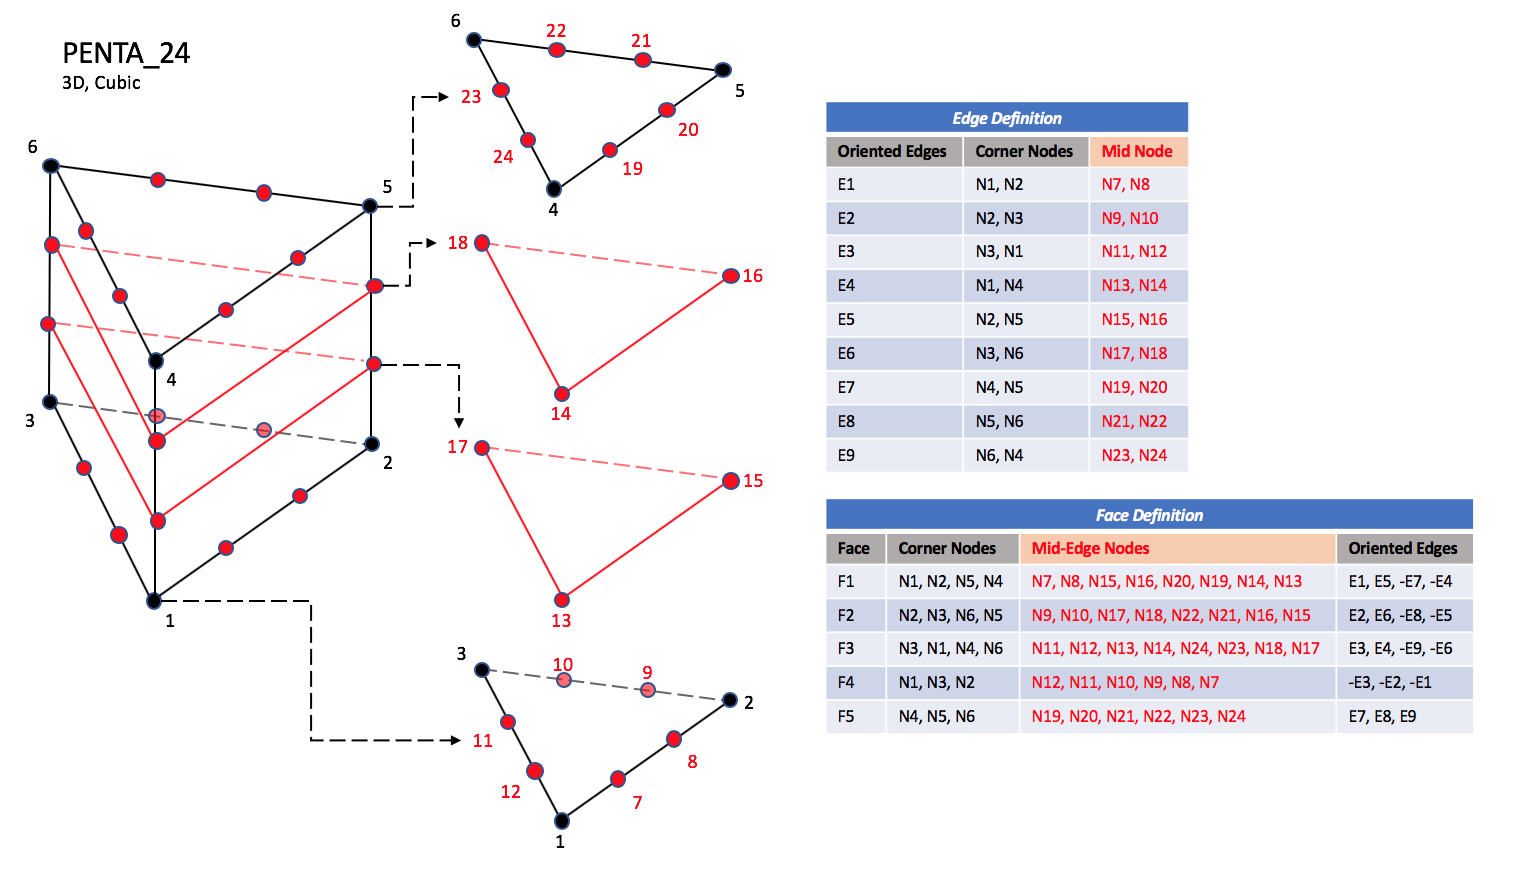 PENTA_24
3D, Cubic
6
5
4
3
2
1
6
22
21
5
23
20
24
19
4
18
16
14
17
15
13
3
10
9
2
11
8
12
7
1
Edge Definition
Oriented Edges Corner Nodes Mid Node
E1 N1, N2 N7, N8
E2 N2, N3 N9, N10
E3 N3, N1 N11, N12
E4 N1, N4 N13, N14
E5 N2, N5 N15, N16
E6 N3, N6 N17, N18
E7 N4, N5 N19, N20
E8 N5, N6 N21, N22
E9 N6, N4 N23, N24
Face Definition
Face Corner Nodes Mid-Edge Nodes Oriented Edges
F1 N1, N2, N5, N4 N7, N8, N15, N16, N20, N19, N14, N13 E1, E5, -E7, -E4
F2 N2, N3, N6, N5 N9, N10, N17, N18, N22, N21, N16, N15 E2, E6, -E8, -E5
F3 N3, N1, N4, N6 N11, N12, N13, N14, N24, N23, N18, N17 E3, E4, -E9, -E6
F4 N1, N3, N2 N12, N11, N10, N9, N8, N7 -E3, -E2, -E1
F5 N4, N5, N6 N19, N20, N21, N22, N23, N24 E7, E8, E9